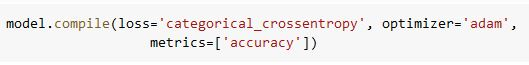 model.compile(loss='categorical_crossentropy', optimizer='adam',
metrics=['accuracy'])